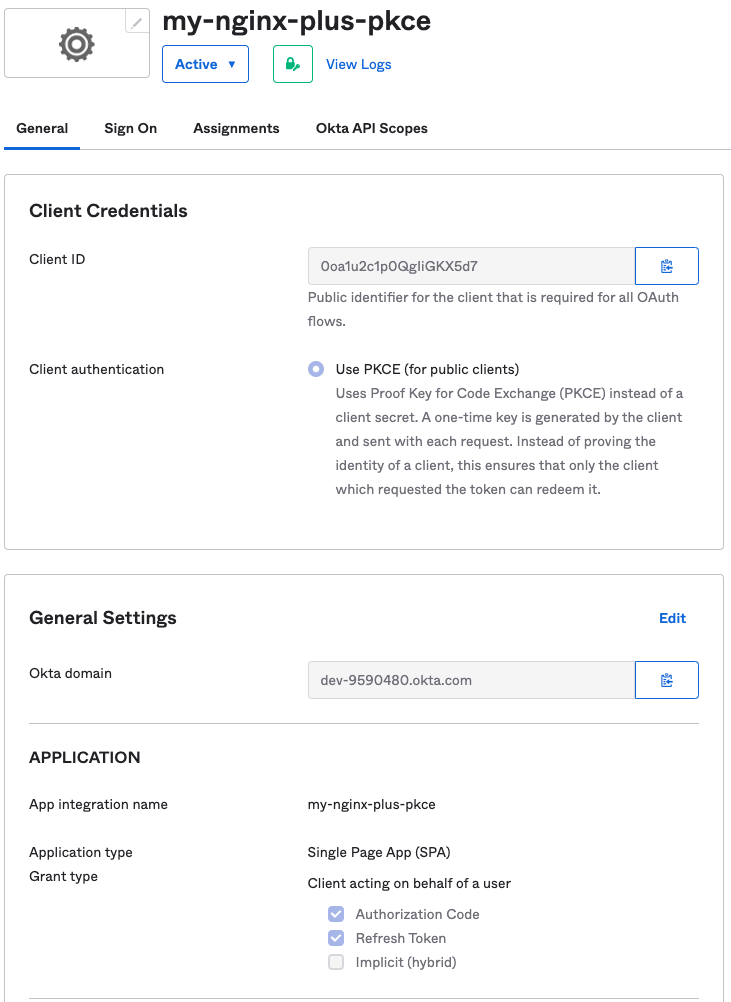 my-nginx-plus-pkce
Active ▼
View Logs
General Sign On Assignments Okta API Scopes
Client Credentials
Client ID
0oa1u2c1p0QgIiGKX5d7
Public identifier for the client that is required for all OAuth
flows.
Client authentication
Use PKCE (for public clients)
Uses Proof Key for Code Exchange (PKCE) instead of a
client secret. A one-time key is generated by the client
and sent with each request. Instead of proving the
identity of a client, this ensures that only the client
which requested the token can redeem it.
General Settings
Edit
Okta domain
dev-9590480.okta.com
APPLICATION
App integration name
my-nginx-plus-pkce
Application type
Single Page App (SPA)
Grant type
Client acting on behalf of a user
Authorization Code
Refresh Token
Implicit (hybrid)